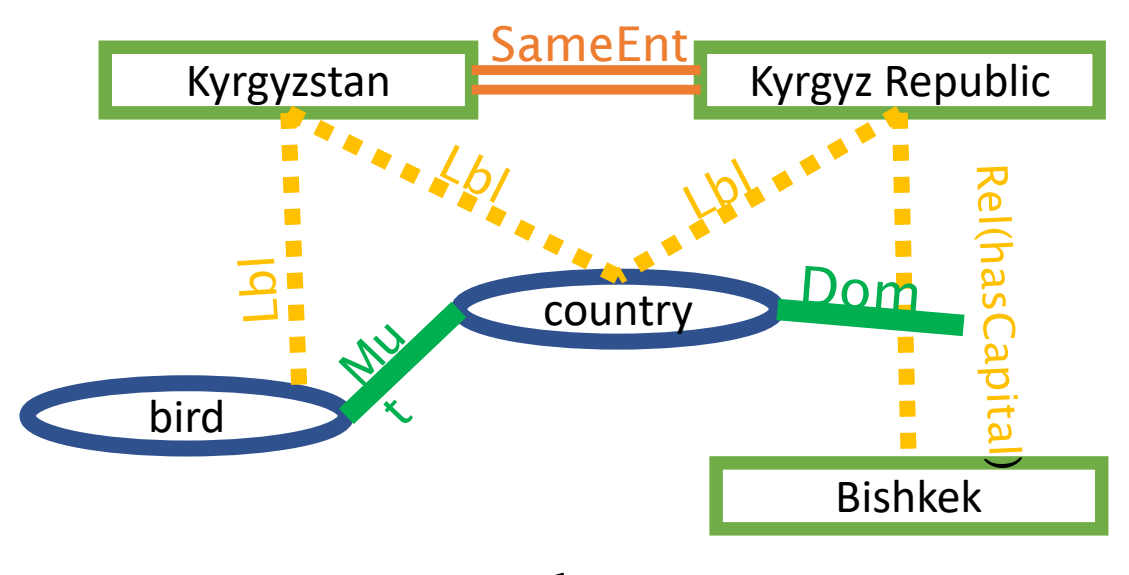 SameEnt
Kyrgyzstan
Kyrgyz Republic
Lbl
Lbl
Rel(hasCapital)
Lbl
country
Dom
Mu
t
bird
Bishkek